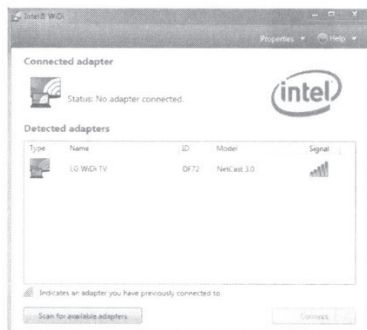 Intel® WiDi
Properties Help
Connected adapter
Status: No adapter connected.
intel
Detected adapters
Type Name ID Model Signal
LG WiDi TV DF72 NetCast 3.0
Indicates an adapter you have previously connected to.
Scan for available adapters
Connect